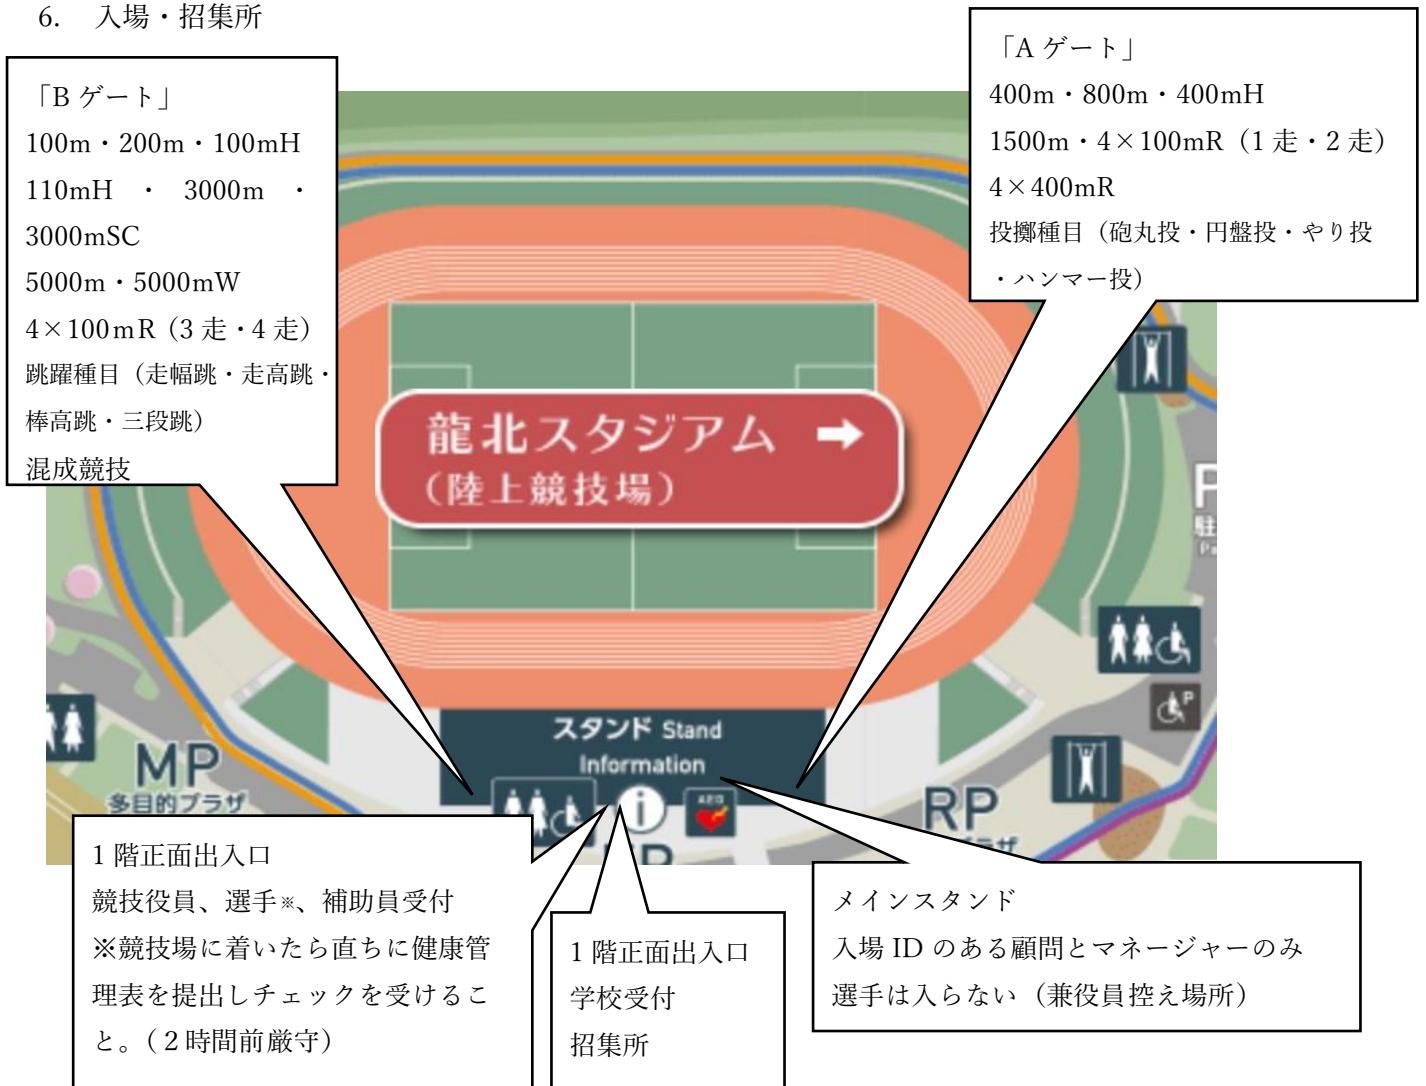 6. 入場・招集所
「B ゲート」
100m・200m・100mH
110mH ・ 3000m ・
3000mSC
5000m・5000mW
4×100mR（3 走・4 走）
跳躍種目（走幅跳・走高跳・
棒高跳・三段跳）
混成競技
「A ゲート」
400m・800m・400mH
1500m・4×100mR（1 走・2 走）
4×400mR
投擲種目（砲丸投・円盤投・やり投
・ハンマー投）
龍北スタジアム ➡
（陸上競技場）
スタンド Stand
Information
i
AED
MP
多目的プラザ
RP
P
1 階正面出入口
競技役員、選手※、補助員受付
※競技場に着いたら直ちに健康管
理表を提出しチェックを受けるこ
と。（２時間前厳守）
1 階正面出入口
学校受付
招集所
メインスタンド
入場 ID のある顧問とマネージャーのみ
選手は入らない（兼役員控え場所）